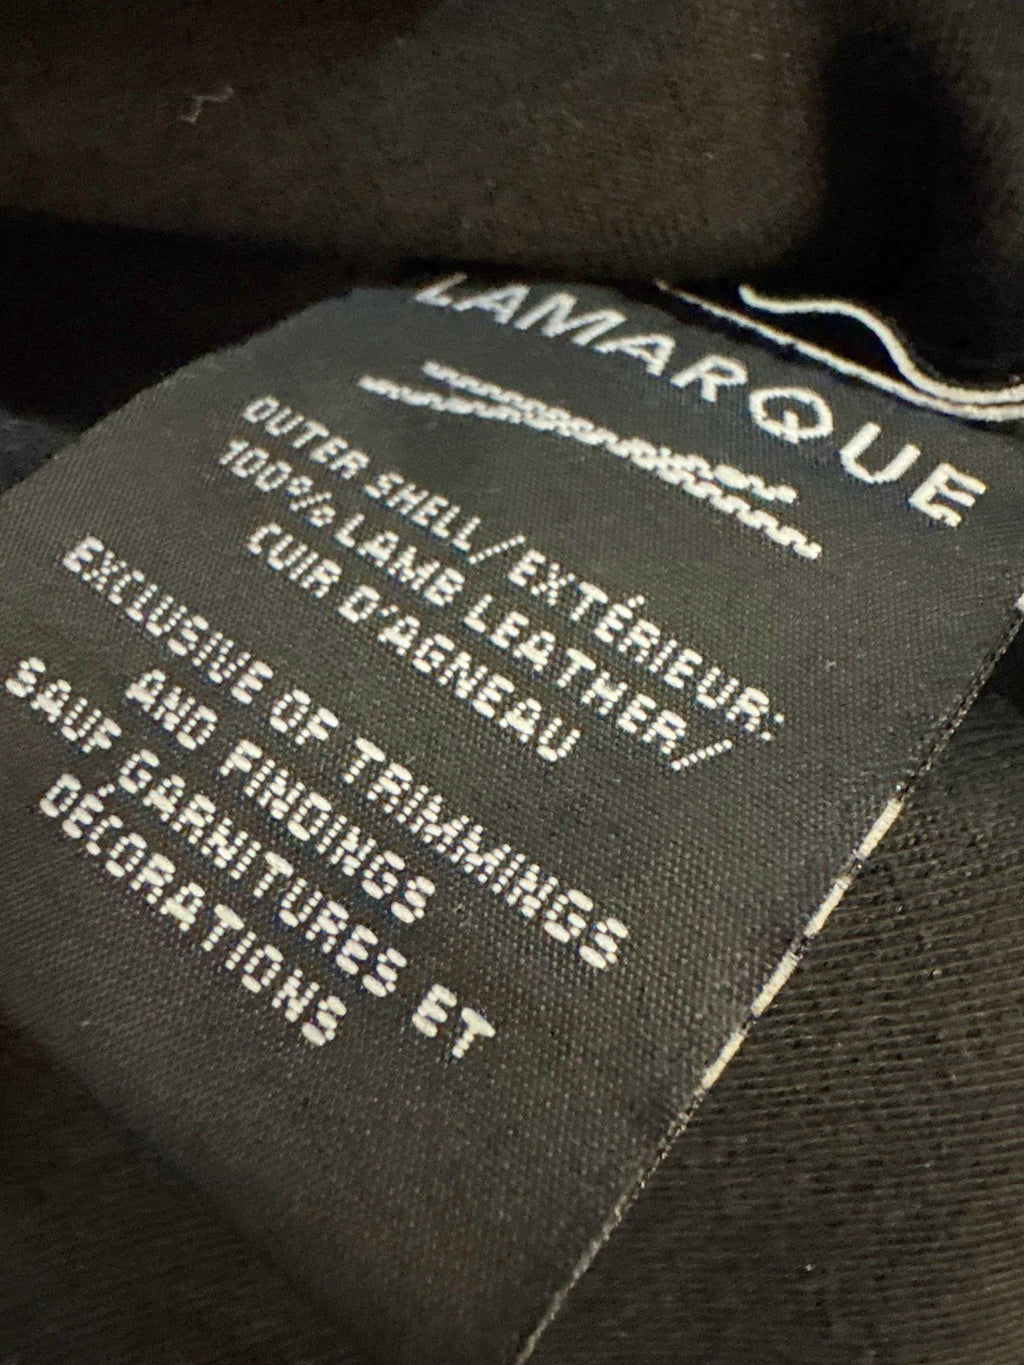 LAMARQUE
OUTER SHELL/EXTÉRIEUR:
100% LAMB LEATHER/
CUIR D'AGNEAU
EXCLUSIVE OF TRIMMINGS
AND FINDINGS
SAUF GARNITURES ET
DÉCORATIONS